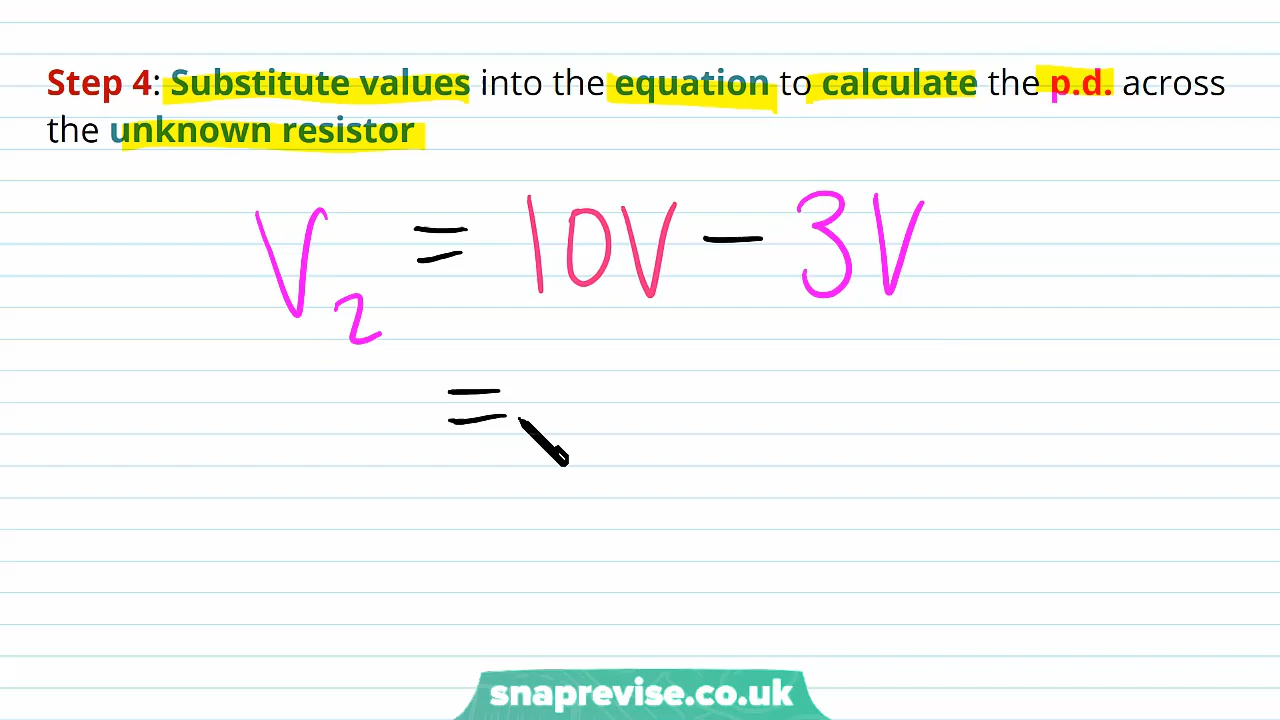 Step 4: Substitute values into the equation to calculate the p.d. across
the unknown resistor
V₂ = 10V − 3V
=
snaprevise.co.uk